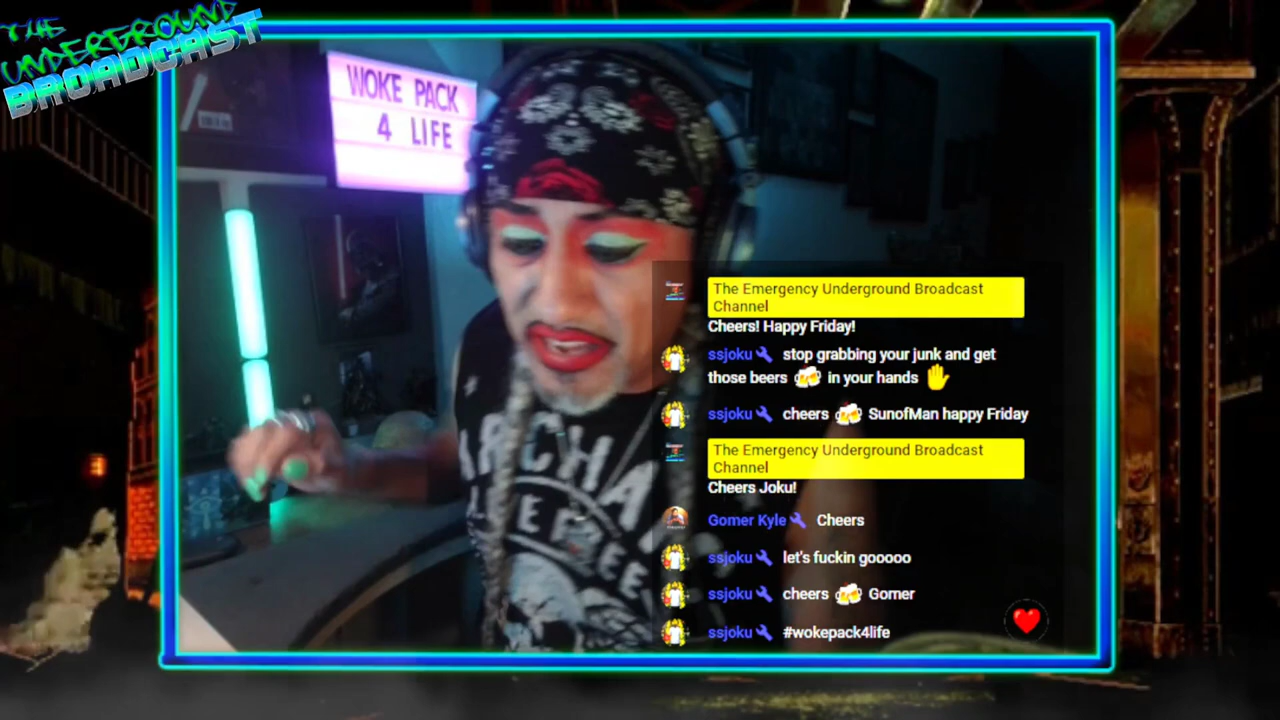 THE
UNDERGROUND
BROADCAST
WOKE PACK
4 LIFE
The Emergency Underground Broadcast
Channel
Cheers! Happy Friday!
ssjoku stop grabbing your junk and get
those beers 🍻 in your hands ✋
ssjoku cheers 🍻 SunofMan happy Friday
The Emergency Underground Broadcast
Channel
Cheers Joku!
Gomer Kyle Cheers
ssjoku let's fuckin gooooo
ssjoku cheers 🍻 Gomer
ssjoku #wokepack4life